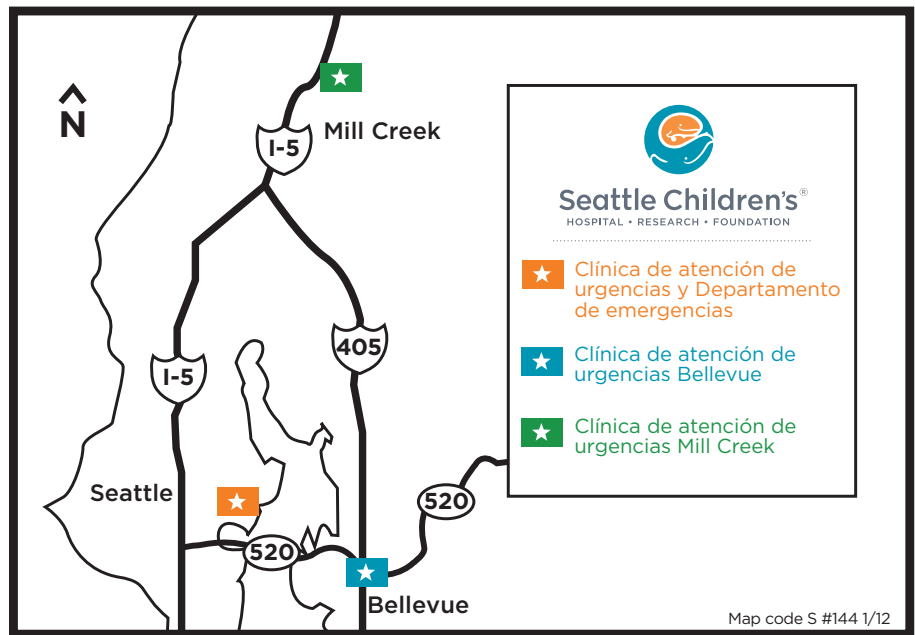 N
Mill Creek
I-5
405
I-5
Seattle
520
520
Bellevue
Seattle Children's®
HOSPITAL • RESEARCH • FOUNDATION
Clínica de atención de
urgencias y Departamento
de emergencias
Clínica de atención de
urgencias Bellevue
Clínica de atención de
urgencias Mill Creek
Map code S #144 1/12